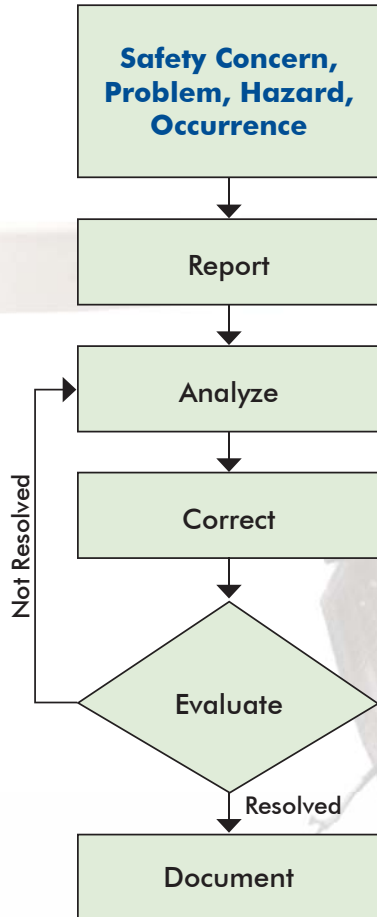 Safety Concern,
Problem, Hazard,
Occurrence
Report
Analyze
Correct
Not Resolved
Evaluate
Resolved
Document